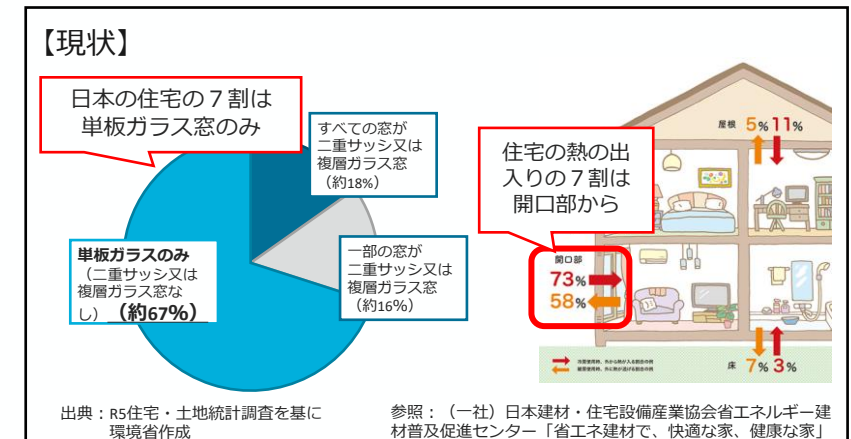 【現状】
日本の住宅の７割は
単板ガラス窓のみ
すべての窓が
二重サッシ又は
複層ガラス窓
（約18%）
一部の窓が
二重サッシ又は
複層ガラス窓
（約16%）
単板ガラスのみ
（二重サッシ又は
複層ガラス窓な
し）（約67%）
出典：R5住宅・土地統計調査を基に
環境省作成
住宅の熱の出
入りの７割は
開口部から
屋根 5% 11%
開口部
73%
58%
床 7% 3%
参照：（一社）日本建材・住宅設備産業協会省エネルギー建
材普及促進センター「省エネ建材で、快適な家、健康な家」